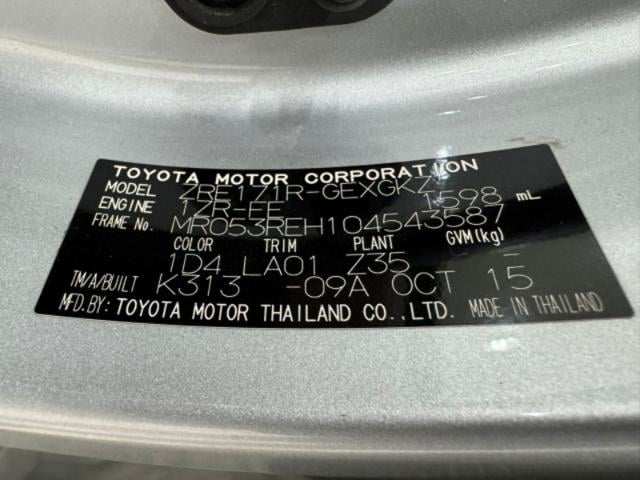 TOYOTA MOTOR CORPORATION
MODEL ZRE171R-GEXGKZ
ENGINE 1ZR-FE 1598 mL
FRAME No. MR053REH104543587
COLOR TRIM PLANT GVM(kg)
1D4 LA01 Z35 -
TM/A/BUILT K313 -09A OCT 15
MFD.BY: TOYOTA MOTOR THAILAND CO.,LTD. MADE IN THAILAND